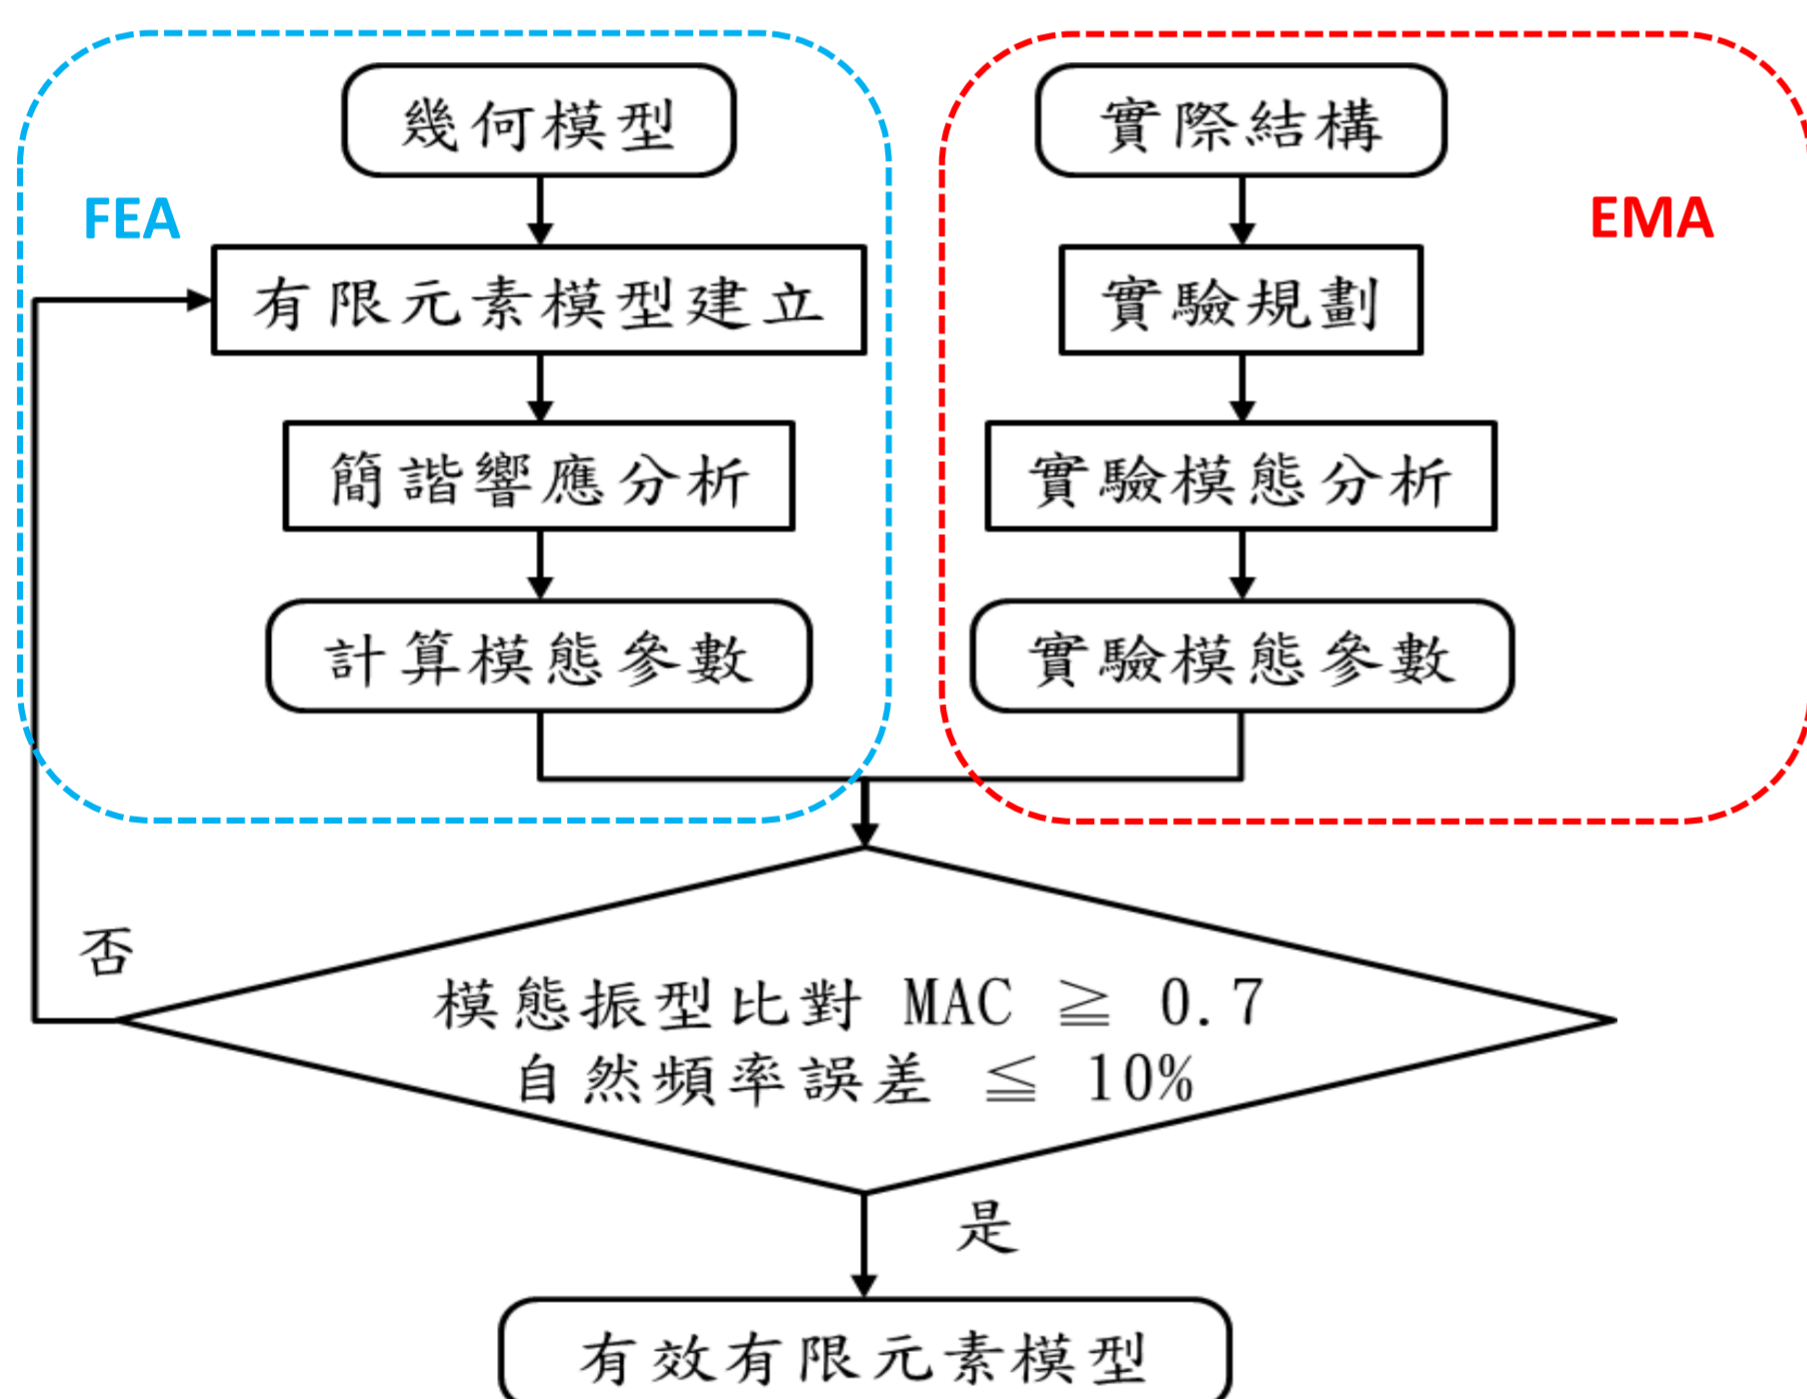 幾何模型
實際結構
FEA
EMA
有限元素模型建立
實驗規劃
簡諧響應分析
實驗模態分析
計算模態參數
實驗模態參數
否
模態振型比對 MAC ≧ 0.7
自然頻率誤差 ≦ 10%
是
有效有限元素模型